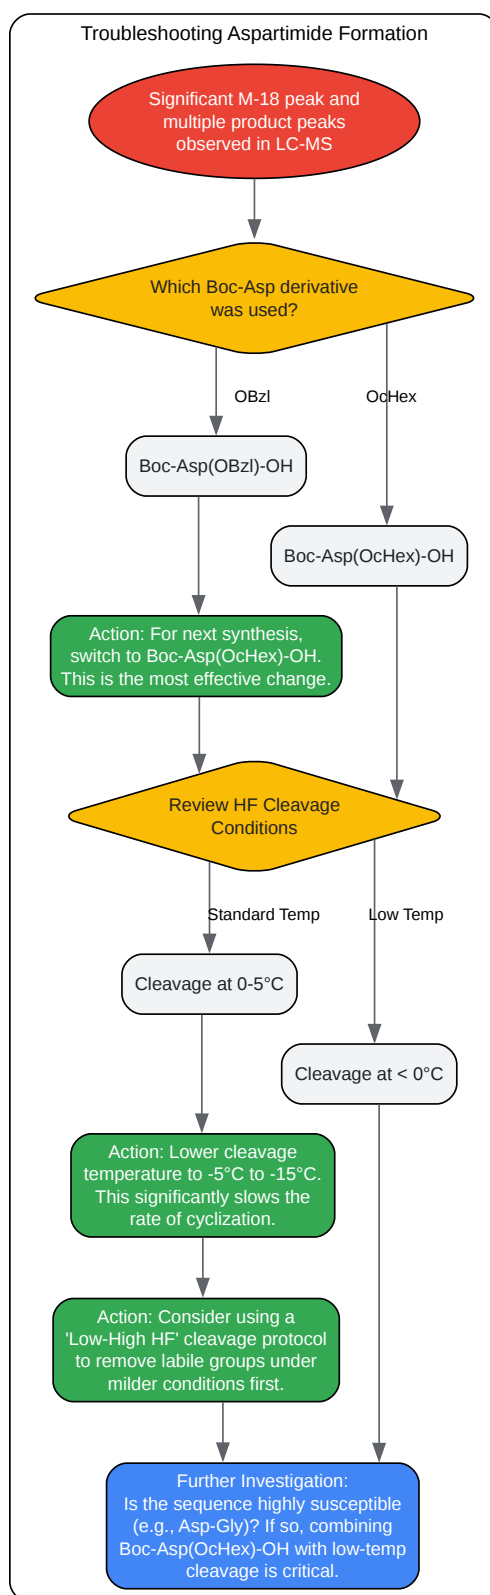 Troubleshooting Aspartimide Formation
Significant M-18 peak and
multiple product peaks
observed in LC-MS
Which Boc-Asp derivative
was used?
OBzl
OcHex
Boc-Asp(OBzl)-OH
Boc-Asp(OcHex)-OH
Action: For next synthesis,
switch to Boc-Asp(OcHex)-OH.
This is the most effective change.
Review HF Cleavage
Conditions
Standard Temp
Low Temp
Cleavage at 0-5°C
Cleavage at < 0°C
Action: Lower cleavage
temperature to -5°C to -15°C.
This significantly slows the
rate of cyclization.
Action: Consider using a
'Low-High HF' cleavage protocol
to remove labile groups under
milder conditions first.
Further Investigation:
Is the sequence highly susceptible
(e.g., Asp-Gly)? If so, combining
Boc-Asp(OcHex)-OH with low-temp
cleavage is critical.